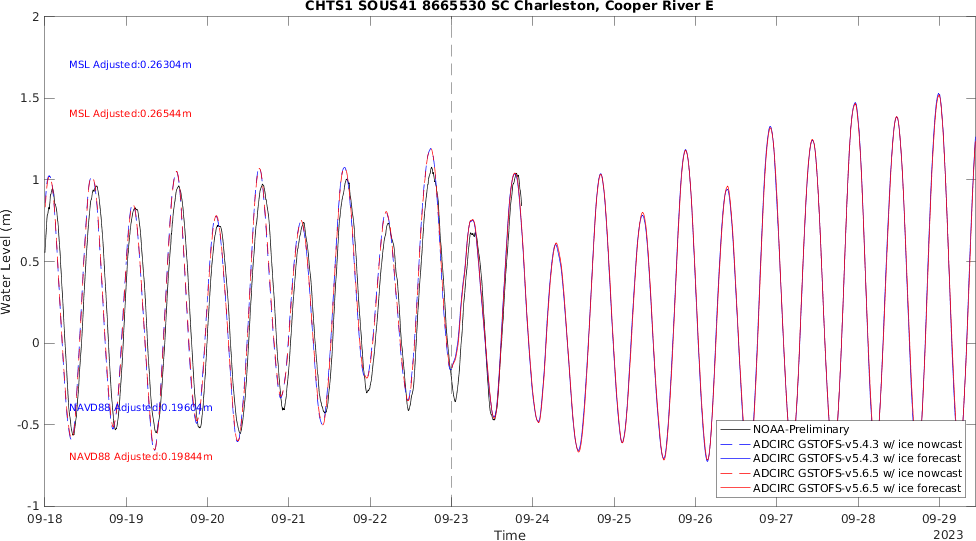 CHTS1 SOUS41 8665530 SC Charleston, Cooper River E
2
1.5
1
0.5
0
-0.5
-1
Water Level (m)
MSL Adjusted:0.26304m
MSL Adjusted:0.26544m
NAVD88 Adjusted:0.19604m
NAVD88 Adjusted:0.19844m
NOAA-Preliminary
ADCIRC GSTOFS-v5.4.3 w/ ice nowcast
ADCIRC GSTOFS-v5.4.3 w/ ice forecast
ADCIRC GSTOFS-v5.6.5 w/ ice nowcast
ADCIRC GSTOFS-v5.6.5 w/ ice forecast
09-18 09-19 09-20 09-21 09-22 09-23 09-24 09-25 09-26 09-27 09-28 09-29
Time
2023